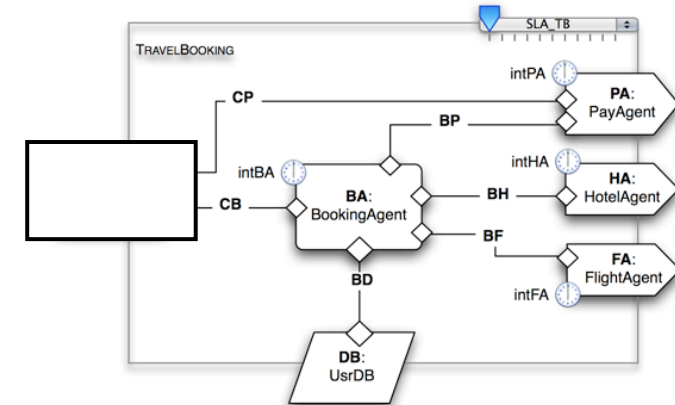 SLA_TB
TRAVELBOOKING
intPA
CP
PA:
PayAgent
BP
intHA
intBA
HA:
HotelAgent
BA:
BookingAgent
BH
CB
BF
FA:
FlightAgent
BD
intFA
DB:
UsrDB